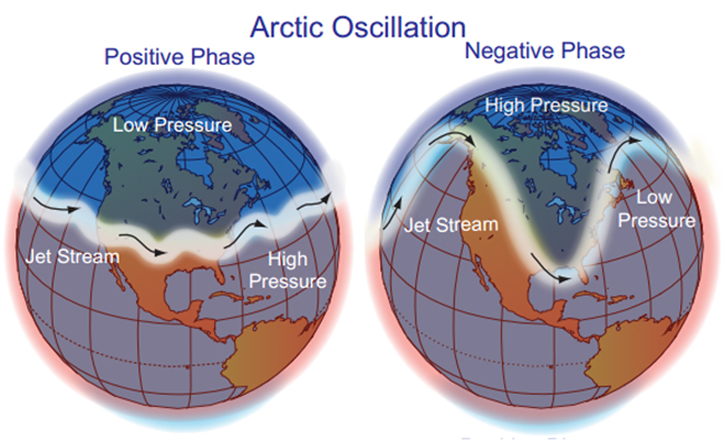 Arctic Oscillation
Positive Phase
Negative Phase
Low Pressure
Jet Stream
High
Pressure
High Pressure
Jet Stream
Low
Pressure